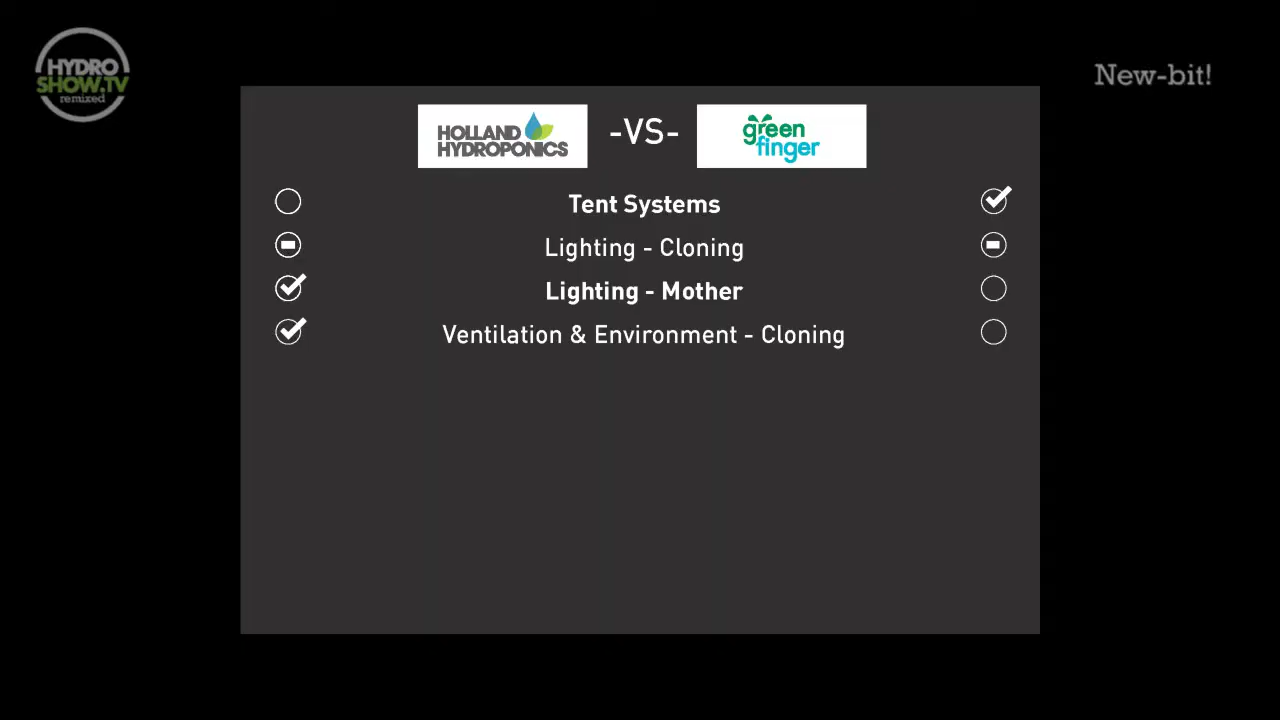 HYDRO
SHOW.TV
remixed
New-bit!
HOLLAND
HYDROPONICS
-VS-
green
finger
Tent Systems
Lighting - Cloning
Lighting - Mother
Ventilation & Environment - Cloning